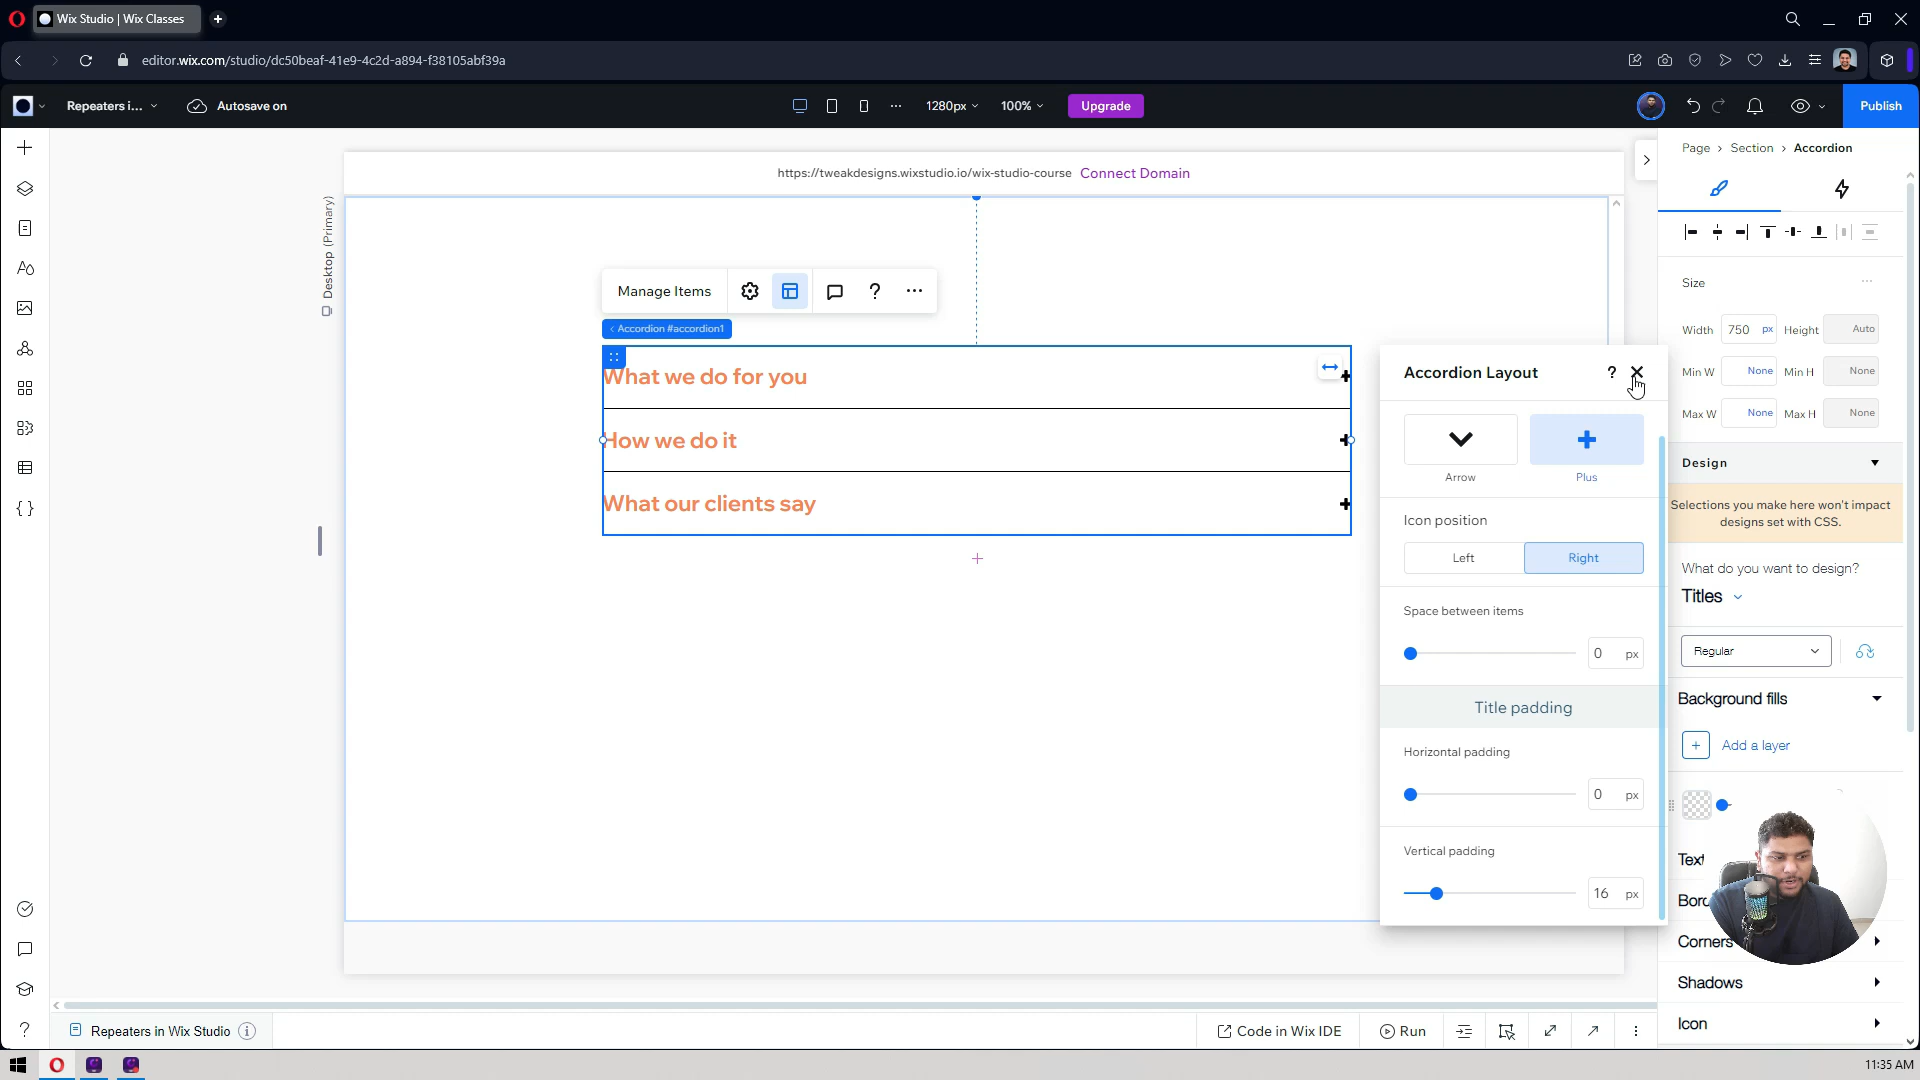 Wix Studio | Wix Classes
editor.wix.com/studio/dc50beaf-41e9-4c2d-a894-f38105abf39a
Repeaters i...
Autosave on
1280px
100%
Upgrade
Publish
https://tweakdesigns.wixstudio.io/wix-studio-course Connect Domain
Desktop (Primary)
Manage Items
Accordion #accordion1
What we do for you
How we do it
What our clients say
Accordion Layout
Arrow
Plus
Icon position
Left
Right
Space between items
0 px
Title padding
Horizontal padding
0 px
Vertical padding
16 px
Page > Section > Accordion
Size
Width 750 px Height Auto
Min W None Min H None
Max W None Max H None
Design
Selections you make here won't impact
designs set with CSS.
What do you want to design?
Titles
Regular
Background fills
Add a layer
Corners
Shadows
Icon
Repeaters in Wix Studio
Code in Wix IDE
Run
11:35 AM